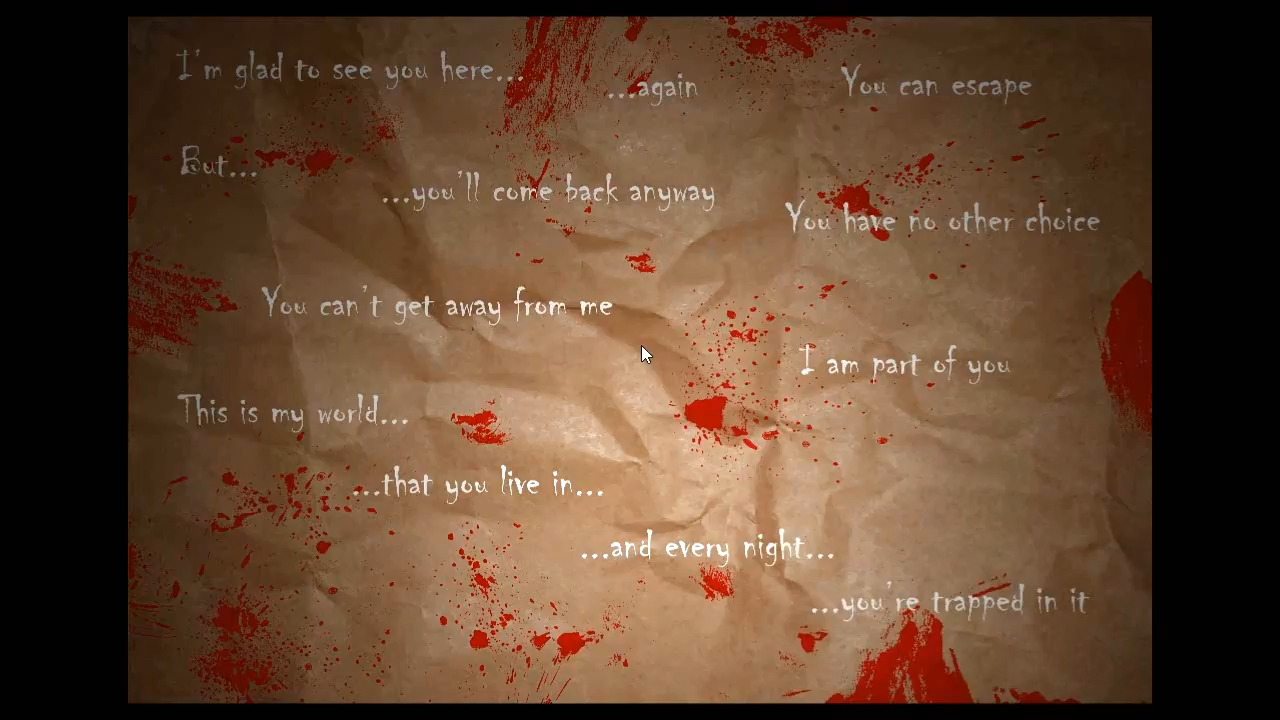 I'm glad to see you here...
...again
You can escape
But...
...you'll come back anyway
You have no other choice
You can't get away from me
I am part of you
This is my world...
...that you live in...
...and every night...
...you're trapped in it